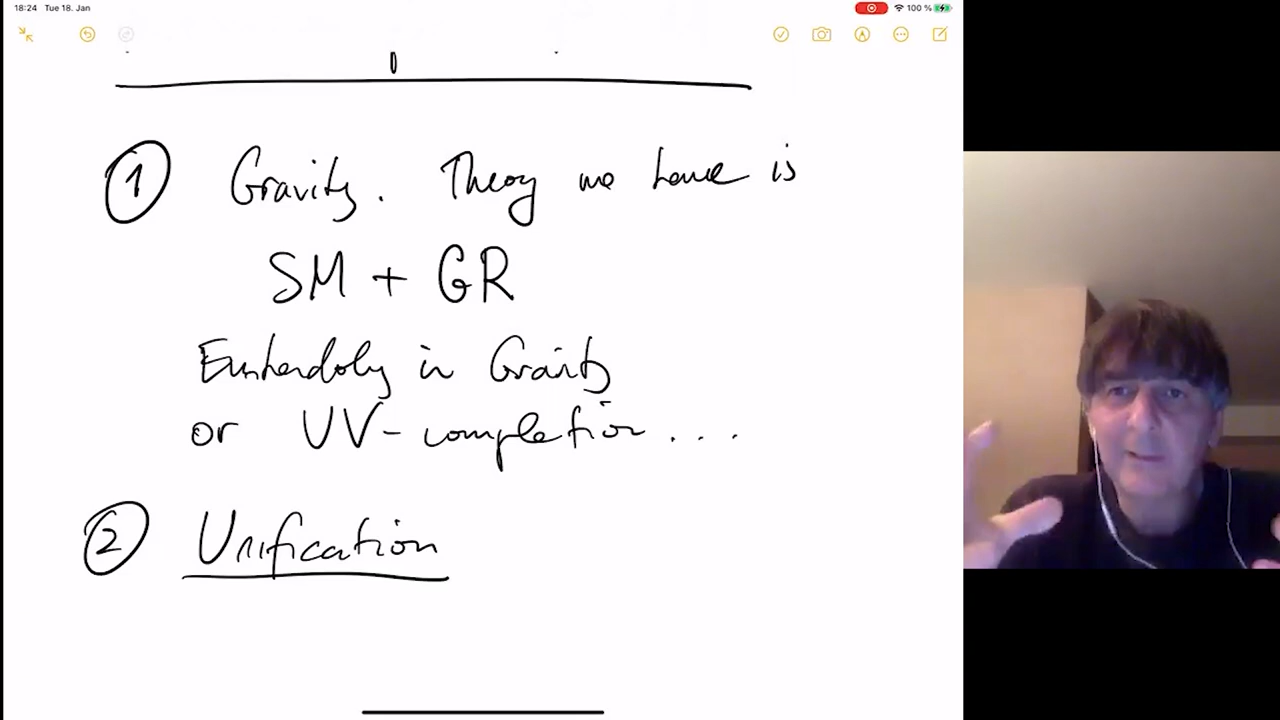 18:24 Tue 18. Jan
100 %
① Gravity. Theory we have is
SM + GR
in Gravity
or UV-completion ....
② Unification